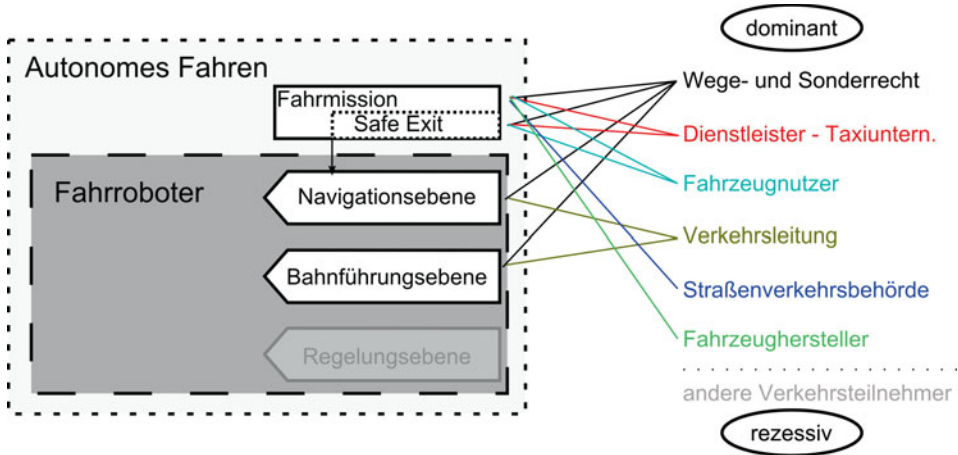 dominant
Autonomes Fahren
Fahrmission
Safe Exit
Fahrroboter
Navigationsebene
Bahnführungsebene
Regelungsebene
Wege- und Sonderrecht
Dienstleister - Taxiuntern.
Fahrzeugnutzer
Verkehrsleitung
Straßenverkehrsbehörde
Fahrzeughersteller
andere Verkehrsteilnehmer
rezessiv